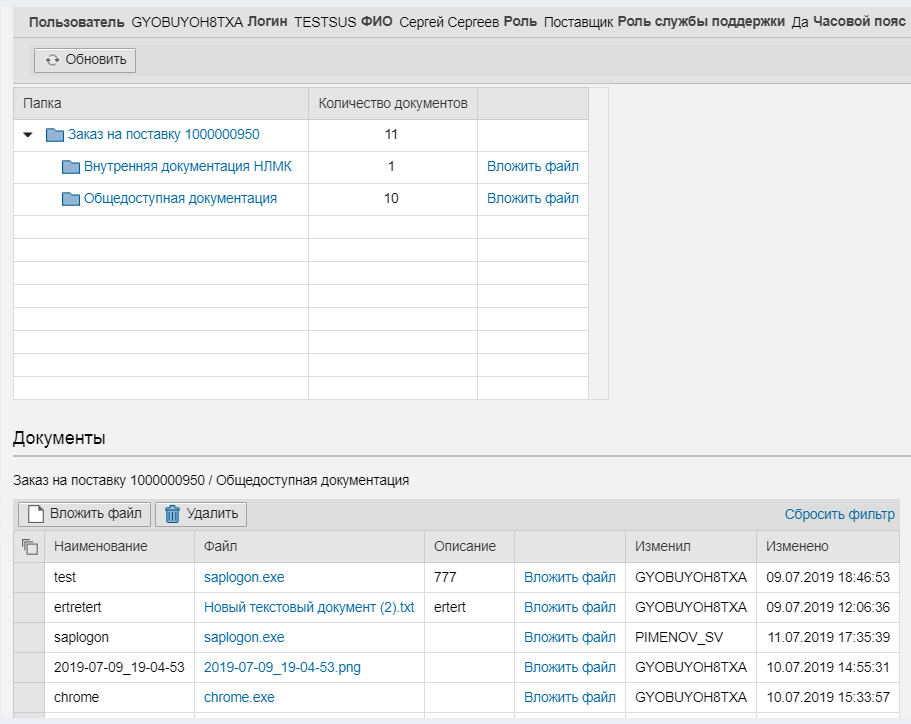 Пользователь GYOBUYOH8TXA Логин TESTSUS ФИО Сергей Сергеев Роль Поставщик Роль службы поддержки Да Часовой пояс
Обновить
Папка Количество документов
Заказ на поставку 1000000950 11
Внутренняя документация НЛМК 1 Вложить файл
Общедоступная документация 10 Вложить файл
Документы
Заказ на поставку 1000000950 / Общедоступная документация
Вложить файл Удалить Сбросить фильтр
Наименование Файл Описание Изменил Изменено
test saplogon.exe 777 Вложить файл GYOBUYOH8TXA 09.07.2019 18:46:53
ertretert Новый текстовый документ (2).txt ertert Вложить файл GYOBUYOH8TXA 09.07.2019 12:06:36
saplogon saplogon.exe Вложить файл PIMENOV_SV 11.07.2019 17:35:39
2019-07-09_19-04-53 2019-07-09_19-04-53.png Вложить файл GYOBUYOH8TXA 10.07.2019 14:55:31
chrome chrome.exe Вложить файл GYOBUYOH8TXA 10.07.2019 15:33:57